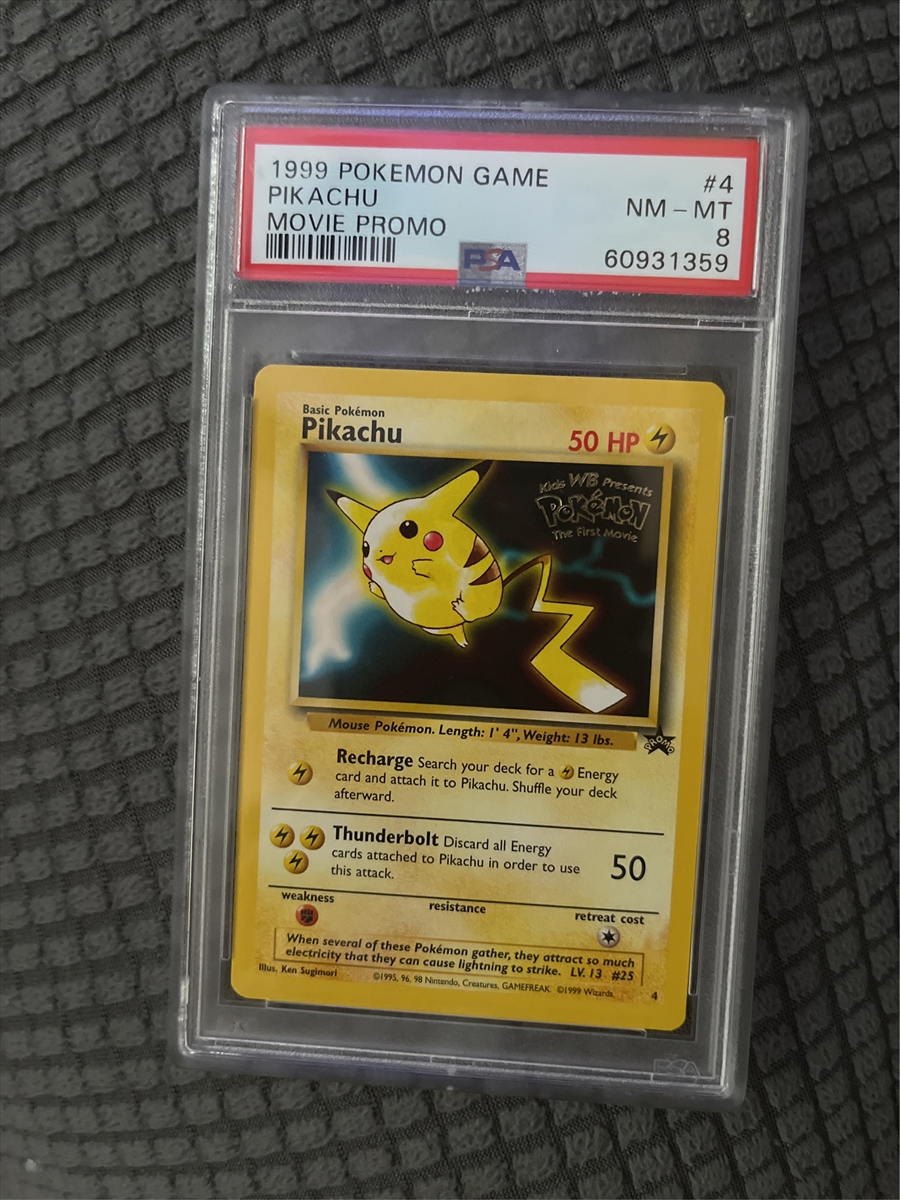 1999 POKEMON GAME #4
PIKACHU NM - MT
MOVIE PROMO 8
PSA 60931359
Basic Pokémon
Pikachu 50 HP
Kids WB Presents
POKéMON
The First Movie
Mouse Pokémon. Length: 1' 4", Weight: 13 lbs.
PROMO
Recharge Search your deck for a Energy
card and attach it to Pikachu. Shuffle your deck
afterward.
Thunderbolt Discard all Energy
cards attached to Pikachu in order to use
this attack.
50
weakness resistance retreat cost
When several of these Pokémon gather, they attract so much
electricity that they can cause lightning to strike. LV. 13 #25
Illus. Ken Sugimori ©1995, 96, 98 Nintendo, Creatures, GAMEFREAK. ©1999 Wizards. 4
PSA